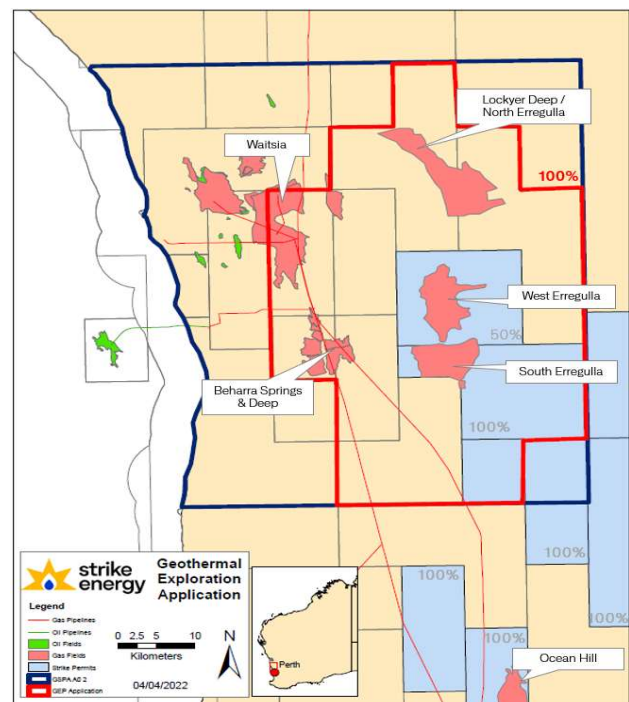 Lockyer Deep /
North Erregulla
Waitsia
100%
West Erregulla
50%
South Erregulla
Beharra Springs
& Deep
100%
strike
energy
Geothermal
Exploration
Application
Legend
Gas Pipelines
Oil Pipelines
Oil Fields
Gas Fields
Strike Permits
GSPAA 0 2
GEP Application
0 2.5 5 10
Kilometers
N
04/04/2022
Perth
100%
100%
100%
100%
Ocean Hill